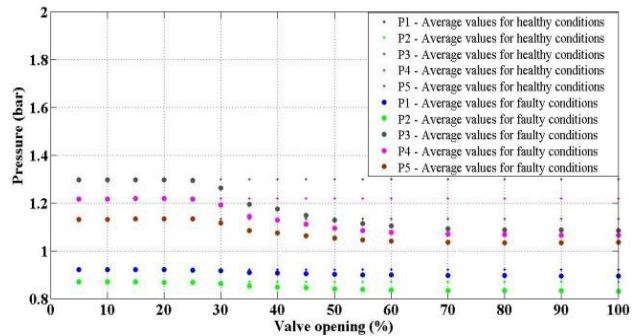 2
1.8
1.6
1.4
1.2
1
0.8
Pressure (bar)
P1 - Average values for healthy conditions
P2 - Average values for healthy conditions
P3 - Average values for healthy conditions
P4 - Average values for healthy conditions
P5 - Average values for healthy conditions
P1 - Average values for faulty conditions
P2 - Average values for faulty conditions
P3 - Average values for faulty conditions
P4 - Average values for faulty conditions
P5 - Average values for faulty conditions
0 10 20 30 40 50 60 70 80 90 100
Valve opening (%)